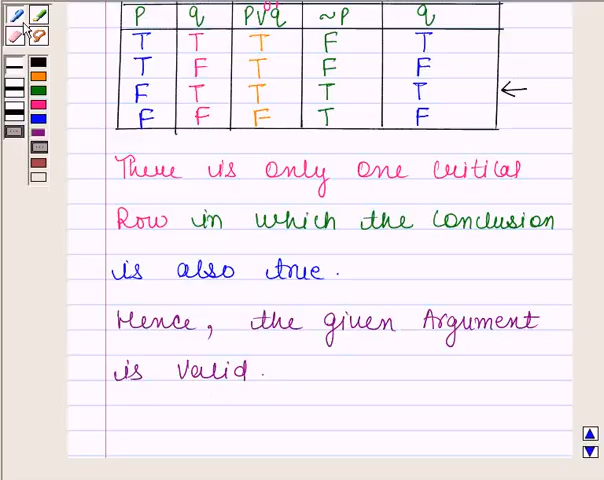 P q PVq ~P q
T T T F T
T F T F F
F T T T T ←
F F F T F
There is only one critical
Row in which the conclusion
is also true.
Hence, the given Argument
is valid.